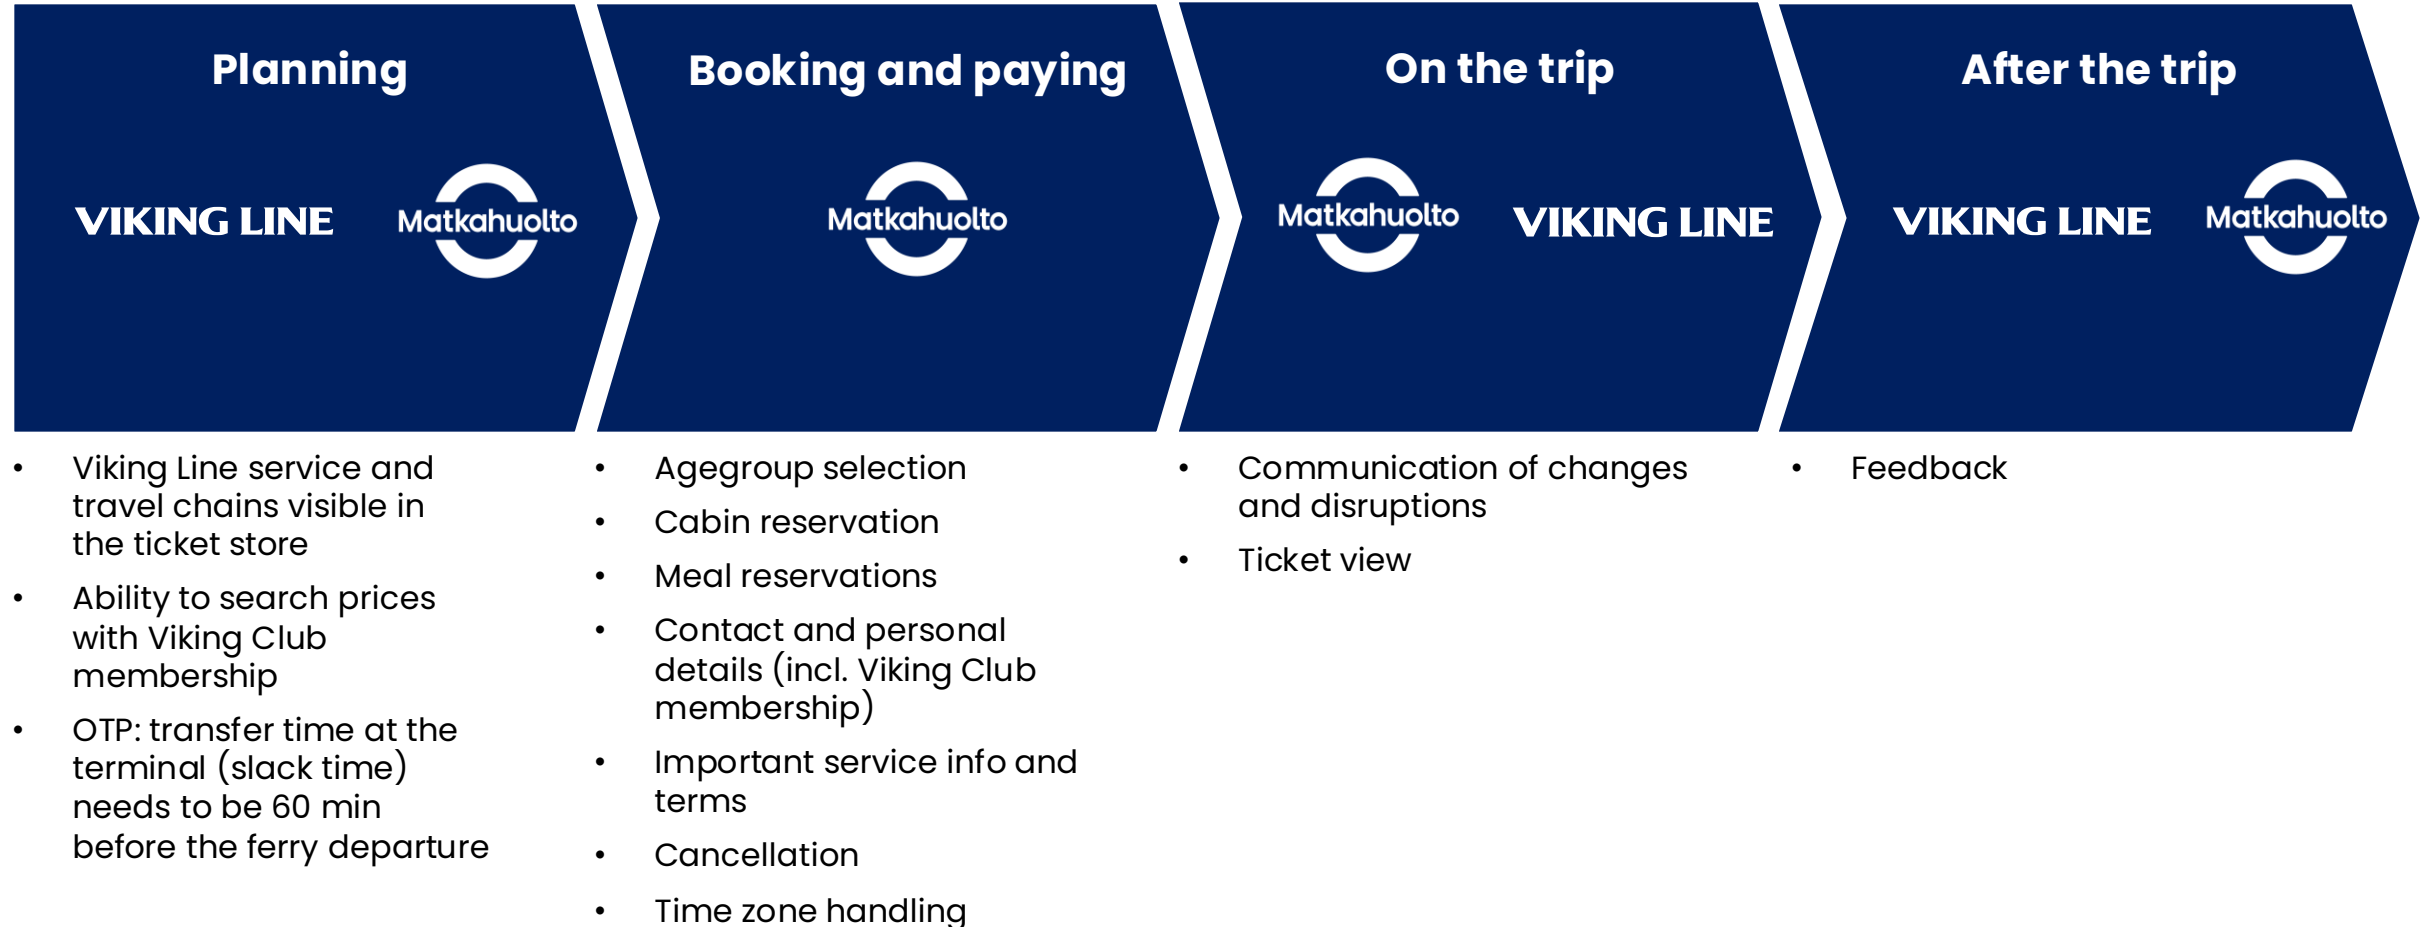 Planning
VIKING LINE
Matkahuolto
• Viking Line service and
travel chains visible in
the ticket store
• Ability to search prices
with Viking Club
membership
• OTP: transfer time at the
terminal (slack time)
needs to be 60 min
before the ferry departure
Booking and paying
Matkahuolto
• Agegroup selection
• Cabin reservation
• Meal reservations
• Contact and personal
details (incl. Viking Club
membership)
• Important service info and
terms
• Cancellation
• Time zone handling
On the trip
Matkahuolto
VIKING LINE
• Communication of changes
and disruptions
• Ticket view
After the trip
VIKING LINE
Matkahuolto
• Feedback